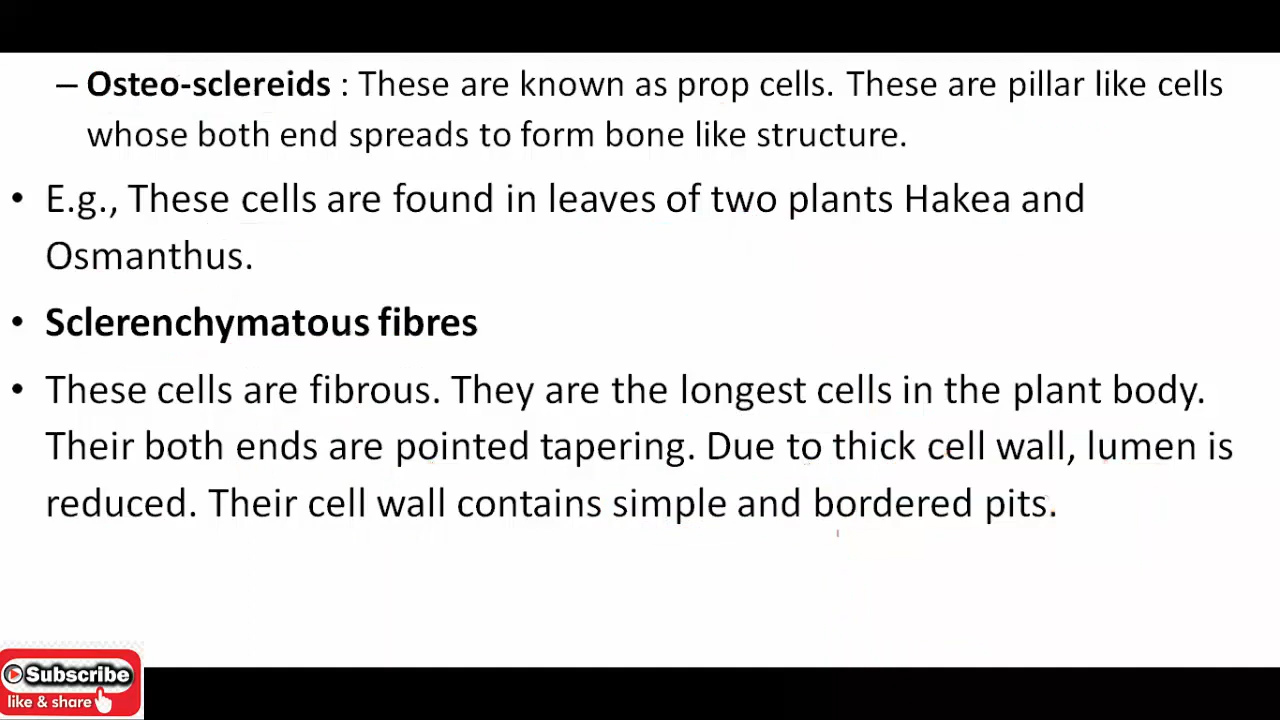 – Osteo-sclereids : These are known as prop cells. These are pillar like cells
whose both end spreads to form bone like structure.
• E.g., These cells are found in leaves of two plants Hakea and
Osmanthus.
• Sclerenchymatous fibres
• These cells are fibrous. They are the longest cells in the plant body.
Their both ends are pointed tapering. Due to thick cell wall, lumen is
reduced. Their cell wall contains simple and bordered pits.
Subscribe
like & share